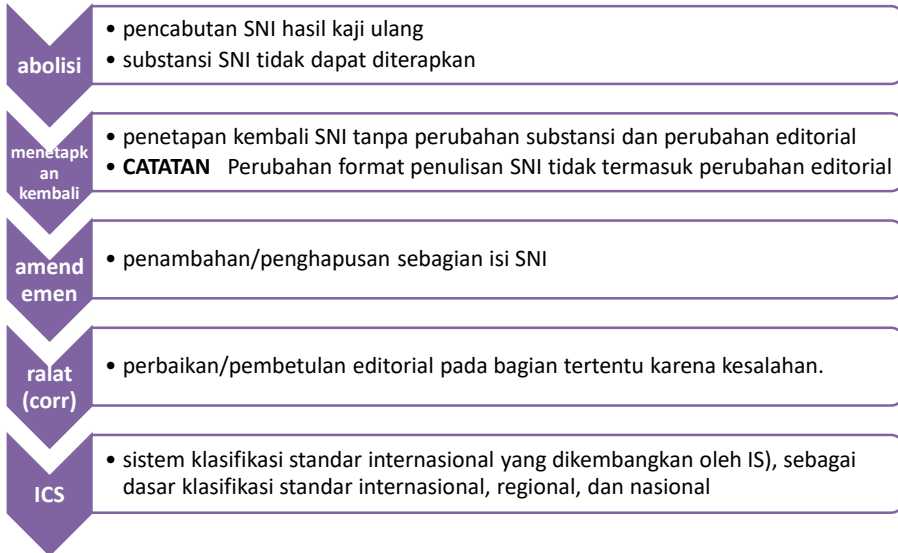 abolisi
• pencabutan SNI hasil kaji ulang
• substansi SNI tidak dapat diterapkan
menetapk
an
kembali
• penetapan kembali SNI tanpa perubahan substansi dan perubahan editorial
• CATATAN Perubahan format penulisan SNI tidak termasuk perubahan editorial
amend
emen
• penambahan/penghapusan sebagian isi SNI
ralat
(corr)
• perbaikan/pembetulan editorial pada bagian tertentu karena kesalahan.
ICS
• sistem klasifikasi standar internasional yang dikembangkan oleh IS), sebagai
dasar klasifikasi standar internasional, regional, dan nasional